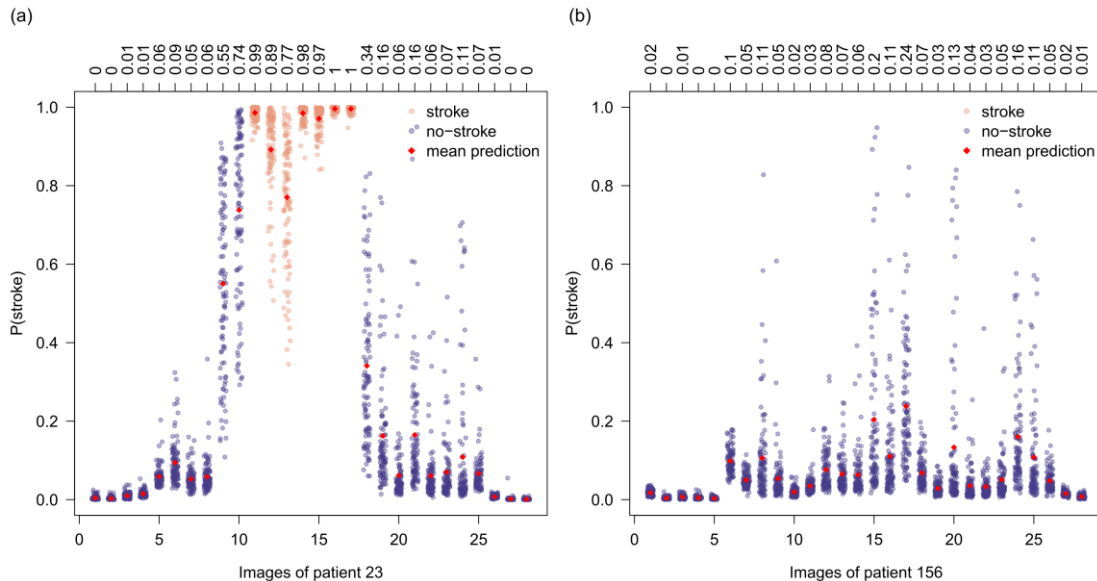 (a)
0 0 0.01 0.01 0.06 0.09 0.05 0.06 0.55 0.74 0.99 0.89 0.77 0.98 0.97 1 1 0.34 0.16 0.06 0.16 0.06 0.07 0.11 0.07 0.01 0 0
stroke
no−stroke
mean prediction
P(stroke)
1.0
0.8
0.6
0.4
0.2
0.0
0 5 10 15 20 25
Images of patient 23
(b)
0.02 0 0.01 0 0 0.1 0.05 0.11 0.05 0.02 0.03 0.08 0.07 0.06 0.2 0.11 0.24 0.07 0.03 0.13 0.04 0.03 0.05 0.16 0.11 0.05 0.02 0.01
stroke
no−stroke
mean prediction
P(stroke)
1.0
0.8
0.6
0.4
0.2
0.0
0 5 10 15 20 25
Images of patient 156